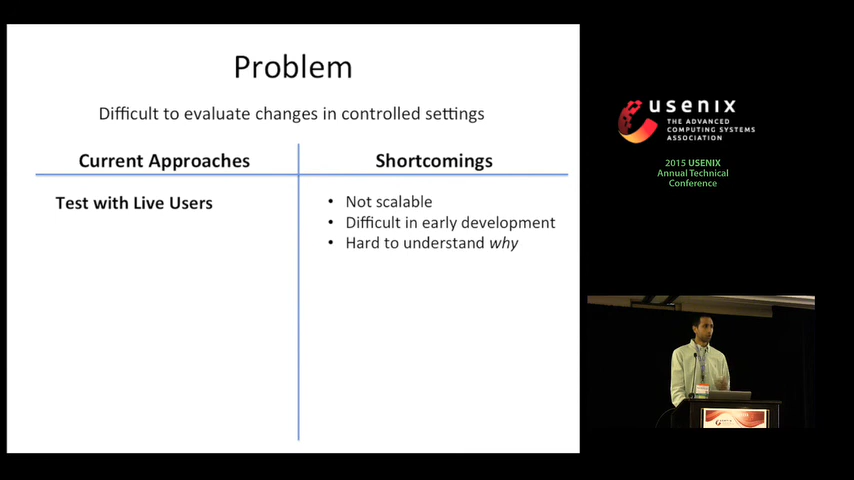 Problem
Difficult to evaluate changes in controlled settings
Current Approaches
Shortcomings
Test with Live Users
• Not scalable
• Difficult in early development
• Hard to understand why
usenix
THE ADVANCED
COMPUTING SYSTEMS
ASSOCIATION
2015 USENIX
Annual Technical
Conference